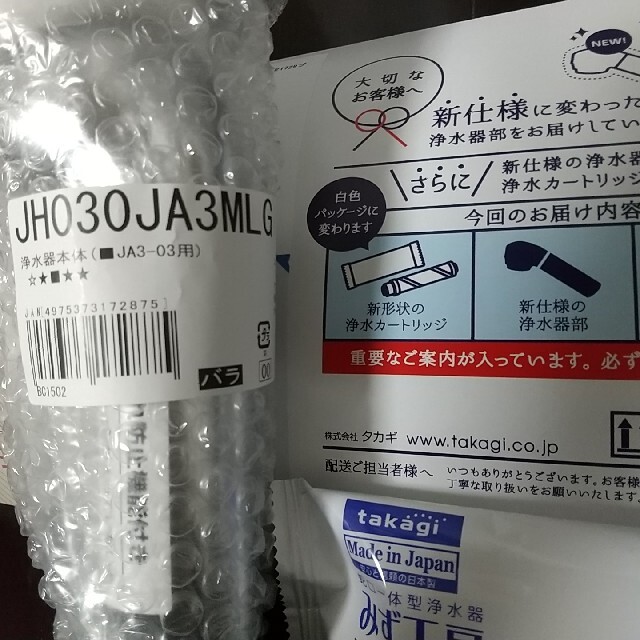 JH030JA3MLG
浄水器本体(■JA3-03用)
☆☆■★★
JAN[4975373172875]
BC1502
バラ
00
大切な
お客様へ
NEW!
新仕様に変わった
浄水器部をお届けしてい
さらに
新仕様の浄水器
浄水カートリッジ
白色
パッケージに
変わります
今回のお届け内容
新形状の
浄水カートリッジ
新仕様の
浄水器部
重要なご案内が入っています。必ず
株式会社 タカギ www.takagi.co.jp
配送ご担当者様へ
いつもありがとうございます。お客様
丁寧な取り扱いをお願いいたします。
takagi
Made in Japan
の日本製
体型浄水器
みず工房